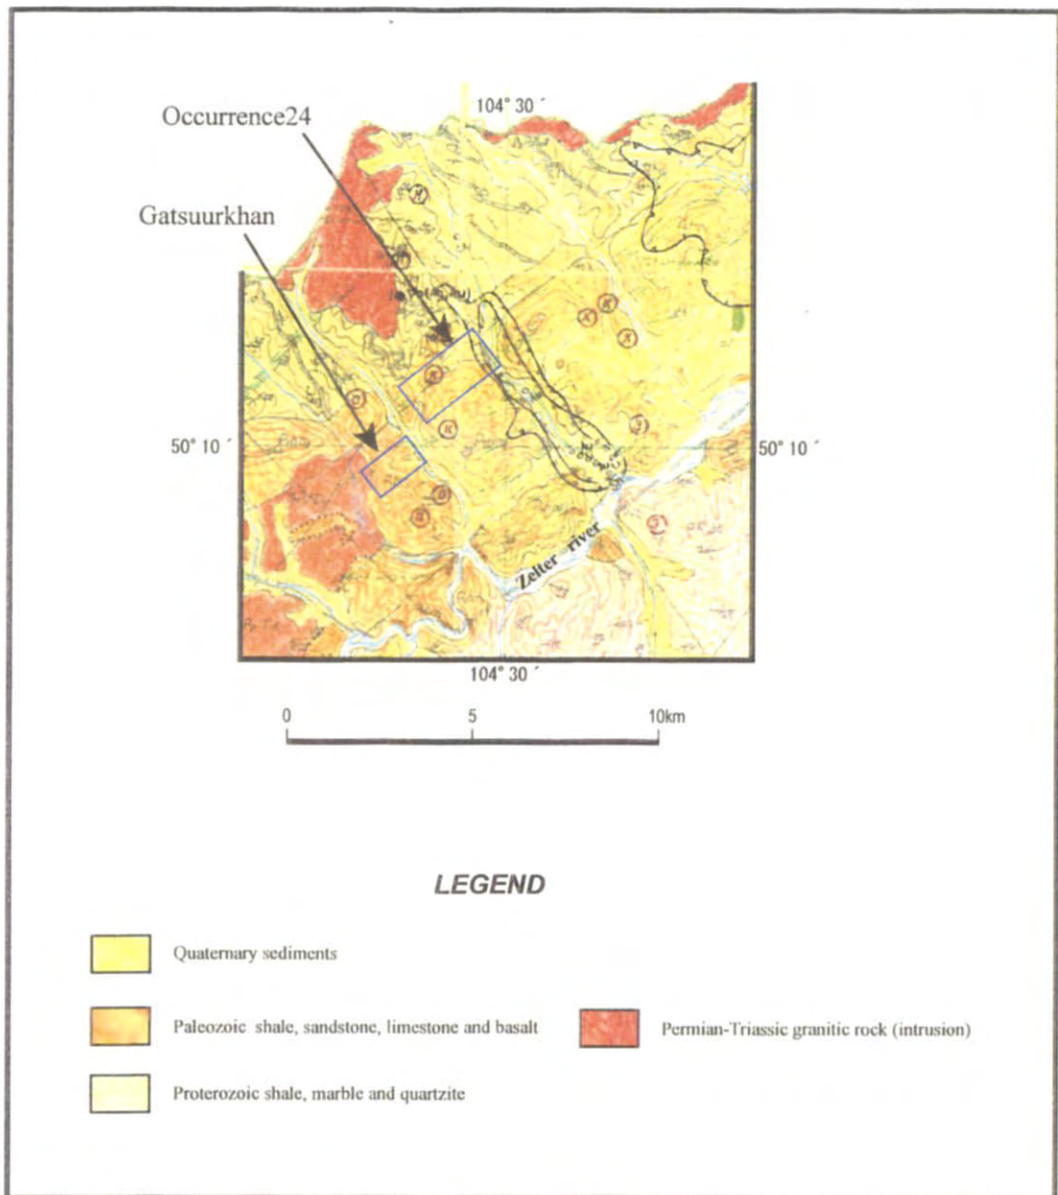 104° 30 ´
Occurrence24
Gatsuurkhan
50° 10 ´
50° 10 ´
Zelter river
104° 30 ´
0 5 10km
LEGEND
Quaternary sediments
Paleozoic shale, sandstone, limestone and basalt
Permian-Triassic granitic rock (intrusion)
Proterozoic shale, marble and quartzite